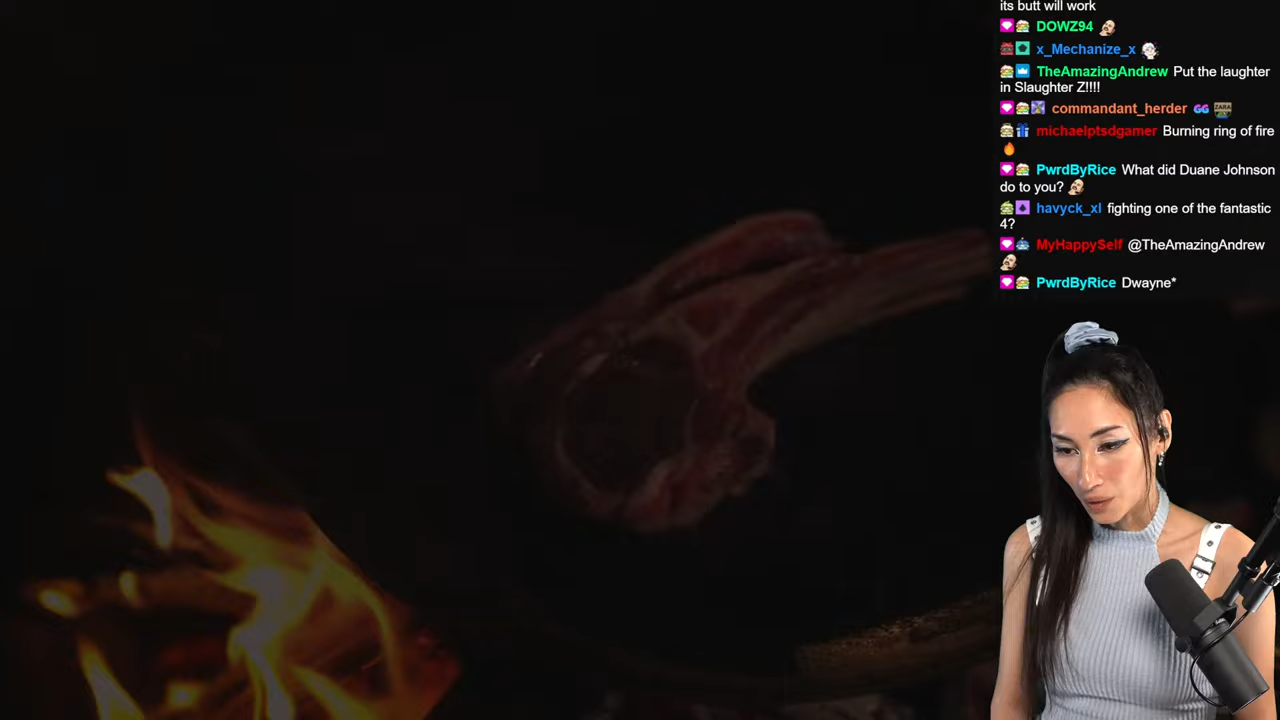 its butt will work
DOWZ94
x_Mechanize_x
TheAmazingAndrew Put the laughter
in Slaughter Z!!!!
commandant_herder GG ZARA
michaelptsdgamer Burning ring of fire
PwrdByRice What did Duane Johnson
do to you?
havyck_xl fighting one of the fantastic
4?
MyHappySelf @TheAmazingAndrew
PwrdByRice Dwayne*